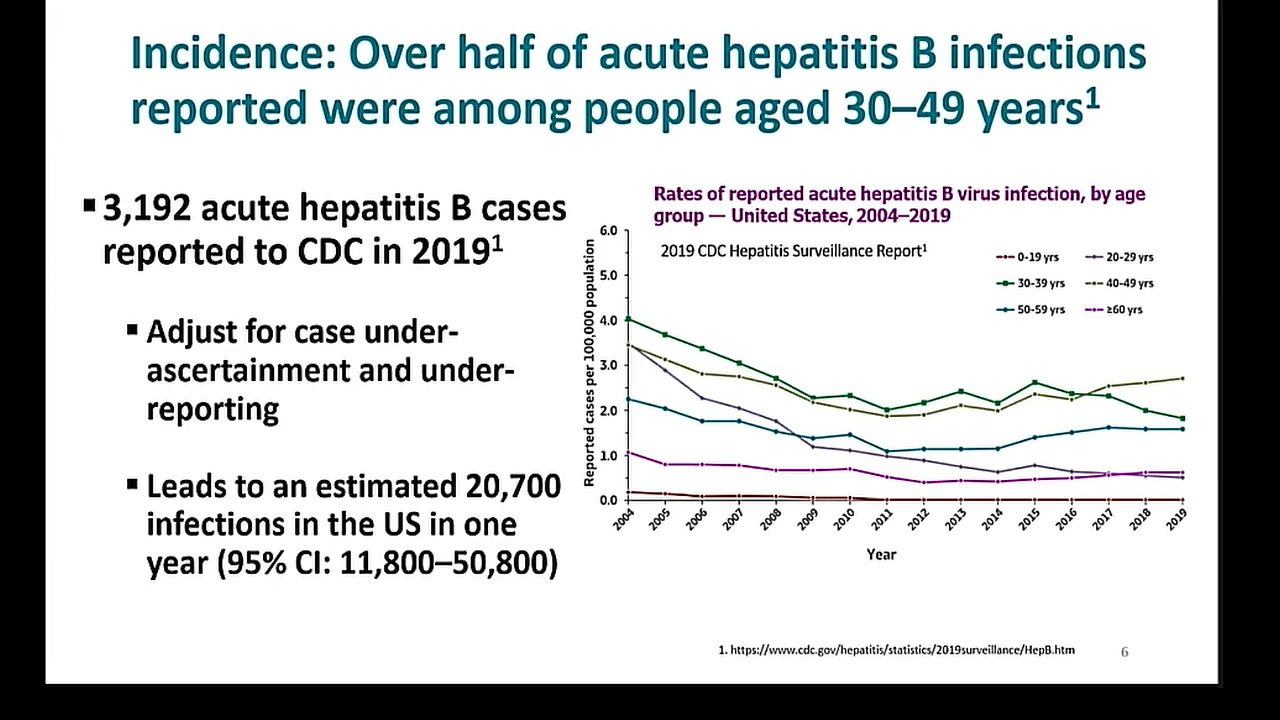 Incidence: Over half of acute hepatitis B infections
reported were among people aged 30–49 years¹
▪ 3,192 acute hepatitis B cases
reported to CDC in 2019¹
▪ Adjust for case under-
ascertainment and under-
reporting
▪ Leads to an estimated 20,700
infections in the US in one
year (95% CI: 11,800–50,800)
Rates of reported acute hepatitis B virus infection, by age
group — United States, 2004–2019
2019 CDC Hepatitis Surveillance Report¹
0-19 yrs
20-29 yrs
30-39 yrs
40-49 yrs
50-59 yrs
≥60 yrs
Reported cases per 100,000 population
6.0
5.0
4.0
3.0
2.0
1.0
0.0
2004
2005
2006
2007
2008
2009
2010
2011
2012
2013
2014
2015
2016
2017
2018
2019
Year
1. https://www.cdc.gov/hepatitis/statistics/2019surveillance/HepB.htm
6